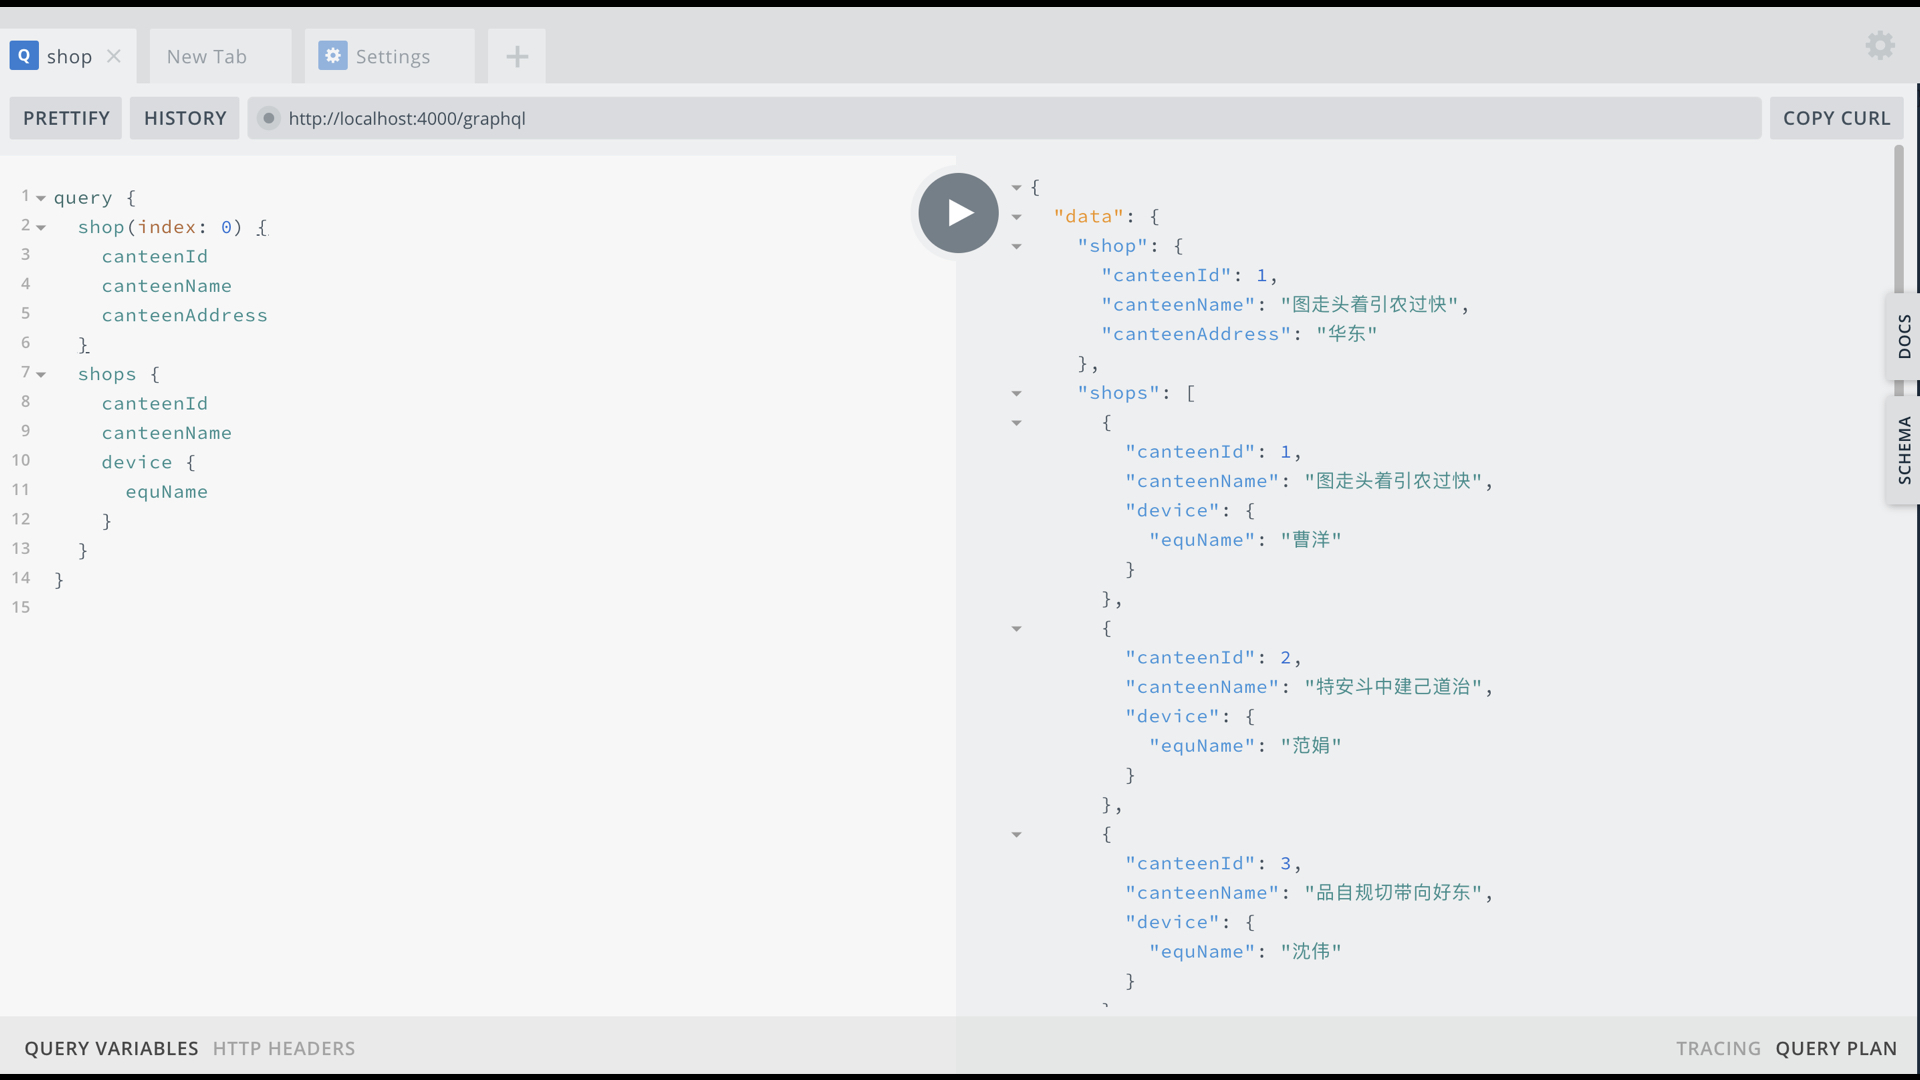 Q shop × New Tab Settings +
PRETTIFY HISTORY http://localhost:4000/graphql COPY CURL
1 query {
2 shop(index: 0) {
3 canteenId
4 canteenName
5 canteenAddress
6 }
7 shops {
8 canteenId
9 canteenName
10 device {
11 equName
12 }
13 }
14 }
15
{
"data": {
"shop": {
"canteenId": 1,
"canteenName": "图走头着引农过快",
"canteenAddress": "华东"
},
"shops": [
{
"canteenId": 1,
"canteenName": "图走头着引农过快",
"device": {
"equName": "曹洋"
}
},
{
"canteenId": 2,
"canteenName": "特安斗中建己道治",
"device": {
"equName": "范娟"
}
},
{
"canteenId": 3,
"canteenName": "品自规切带向好东",
"device": {
"equName": "沈伟"
}
DOCS
SCHEMA
QUERY VARIABLES HTTP HEADERS
TRACING QUERY PLAN